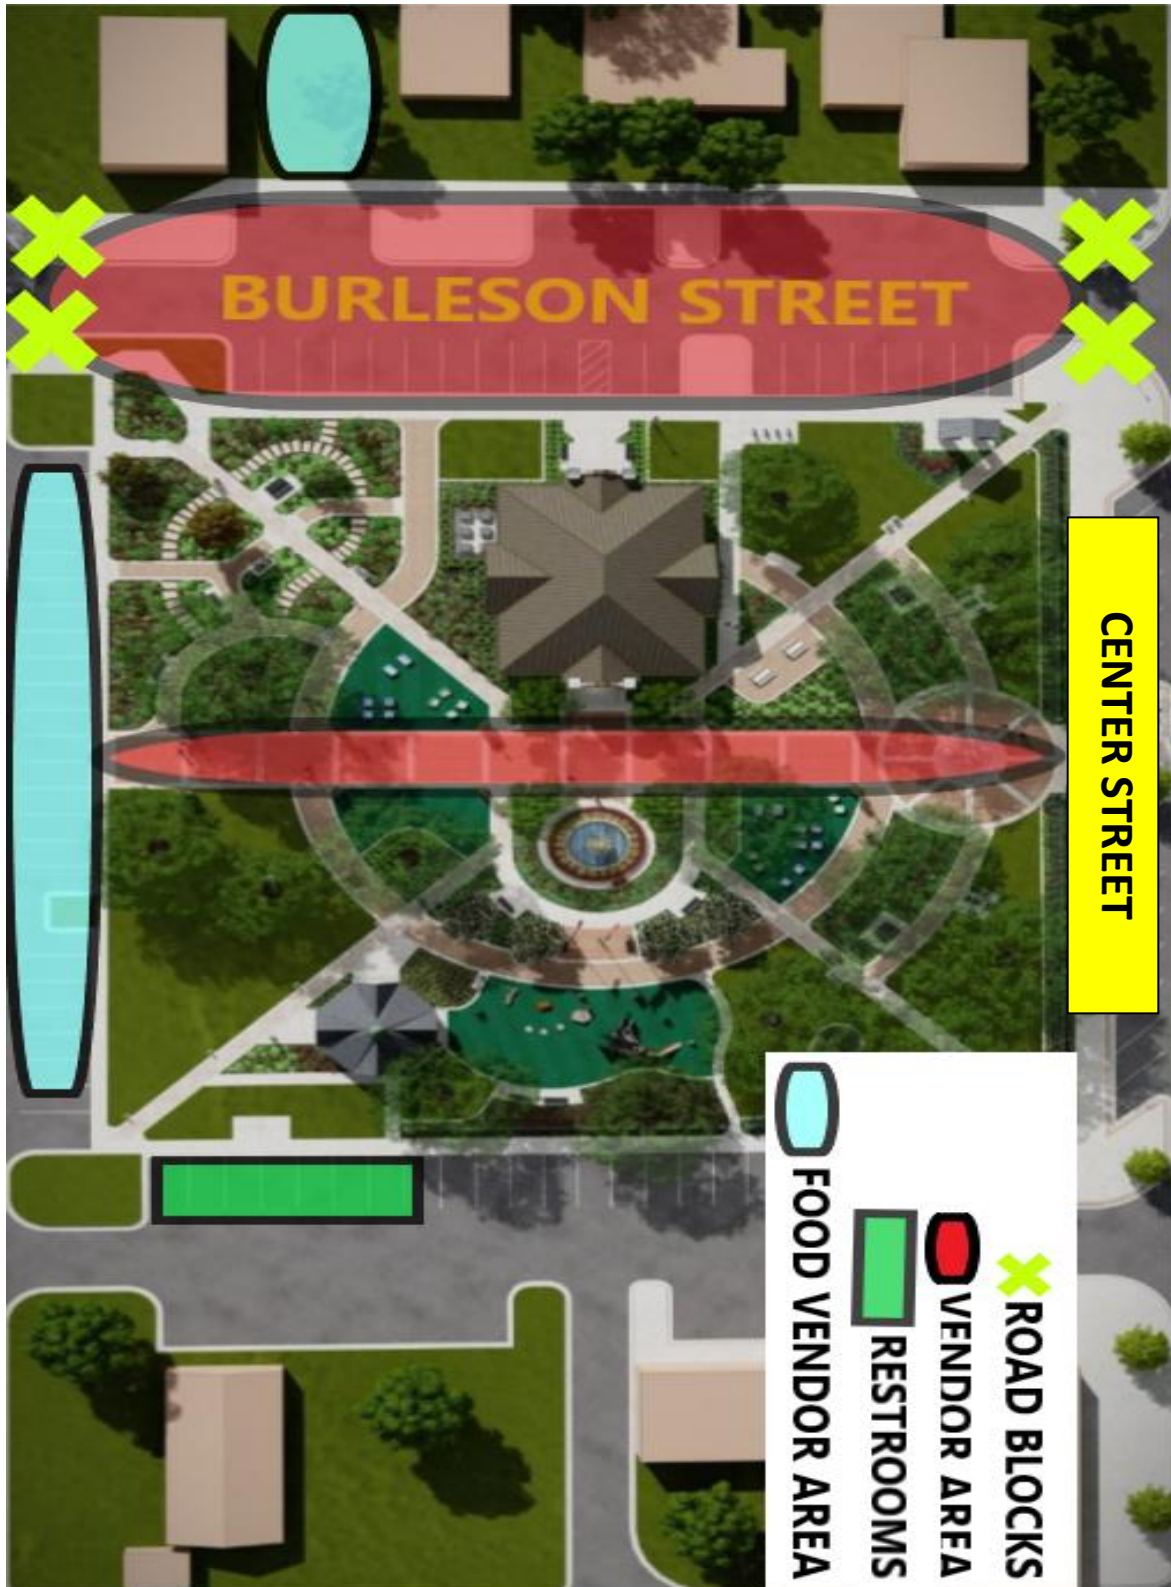 BURLESON STREET
CENTER STREET
ROAD BLOCKS
VENDOR AREA
RESTROOMS
FOOD VENDOR AREA